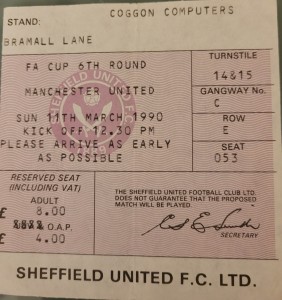 STAND:
COGGON COMPUTERS
BRAMALL LANE
FA CUP 6TH ROUND
TURNSTILE
14&15
MANCHESTER UNITED
GANGWAY No.
C
SUN 11TH MARCH 1990
ROW
KICK OFF 12.30 PM
E
PLEASE ARRIVE AS EARLY
SEAT
AS POSSIBLE
053
RESERVED SEAT
(INCLUDING VAT)
THE SHEFFIELD UNITED FOOTBALL CLUB LTD.
DO NOT GUARANTEE THAT THE PROPOSED
MATCH WILL BE PLAYED.
ADULT
£ 8.00
O.A.P.
£ 4.00
SECRETARY
SHEFFIELD UNITED F.C. LTD.